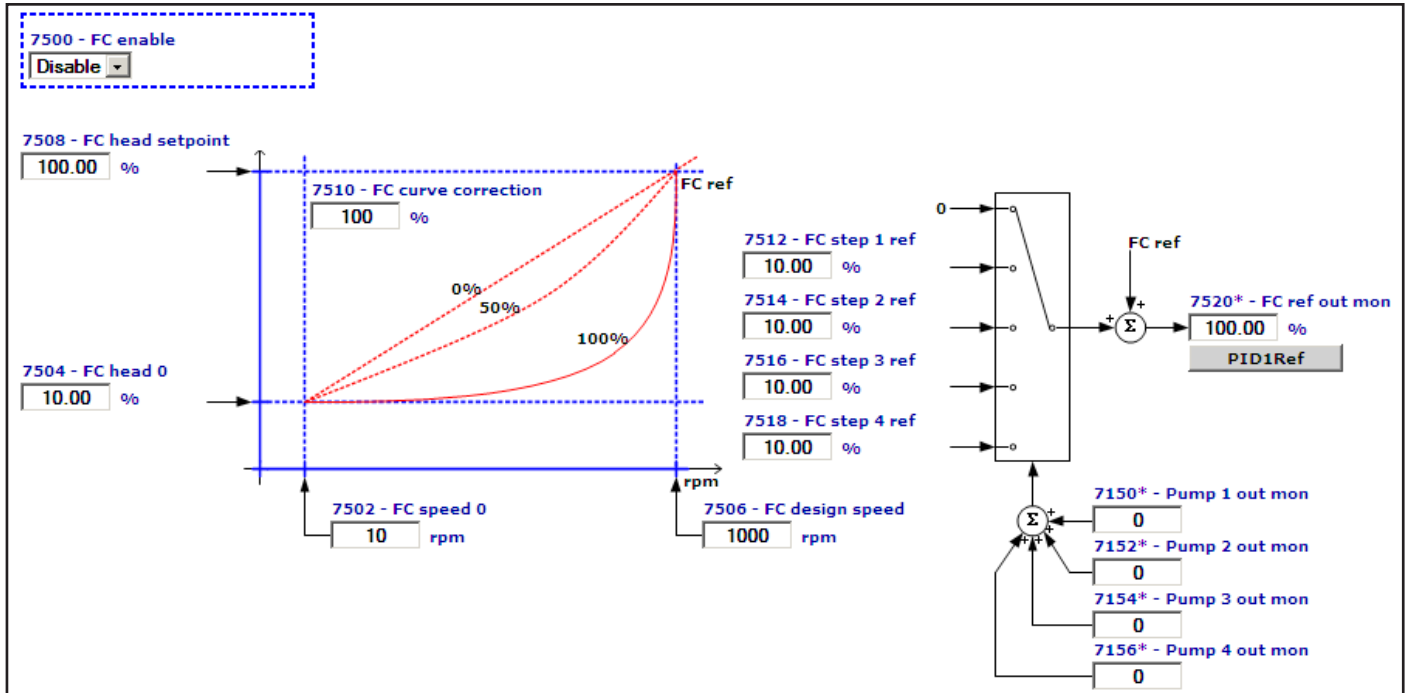 7500 - FC enable
Disable
7508 - FC head setpoint
100.00 %
7510 - FC curve correction
100 %
FC ref
0%
50%
100%
7504 - FC head 0
10.00 %
rpm
7502 - FC speed 0
10 rpm
7506 - FC design speed
1000 rpm
0
7512 - FC step 1 ref
10.00 %
7514 - FC step 2 ref
10.00 %
7516 - FC step 3 ref
10.00 %
7518 - FC step 4 ref
10.00 %
FC ref
+
+
Σ
7520* - FC ref out mon
100.00 %
PID1Ref
Σ
+
+
+ +
7150* - Pump 1 out mon
0
7152* - Pump 2 out mon
0
7154* - Pump 3 out mon
0
7156* - Pump 4 out mon
0